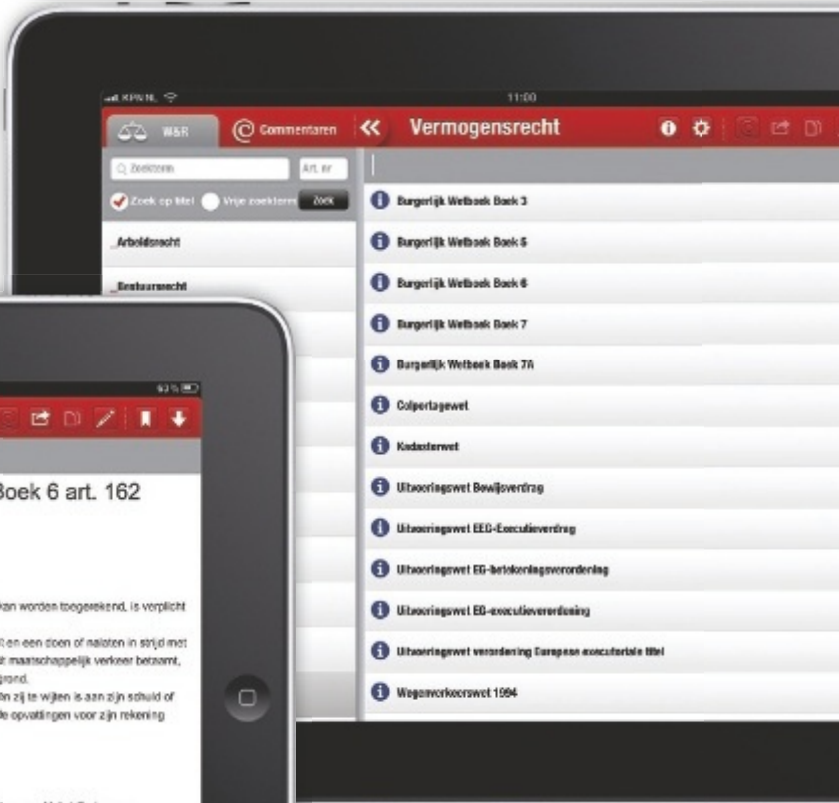 KPN NL
11:00
W&R
Commentaren
Vermogensrecht
Zoekterm
Art. nr
Zoek op titel
Vrije zoekterm
Zoek
Arbeidsrecht
Bestuursrecht
Burgerlijk Wetboek Boek 3
Burgerlijk Wetboek Boek 5
Burgerlijk Wetboek Boek 6
Burgerlijk Wetboek Boek 7
Burgerlijk Wetboek Boek 7A
Colportagewet
Kadasterwet
Uitvoeringswet Bewijsverdrag
Uitvoeringswet EEG-Executieverdrag
Uitvoeringswet EG-betekeningsverordening
Uitvoeringswet EG-executieverordening
Uitvoeringswet verordening Europese executoriale titel
Wegenverkeerswet 1994
63 %
Boek 6 art. 162
kan worden toegerekend, is verplicht
en een doen of nalaten in strijd met
maatschappelijk verkeer betaamt,
grond.
zij te wijten is aan zijn schuld of
de opvattingen voor zijn rekening